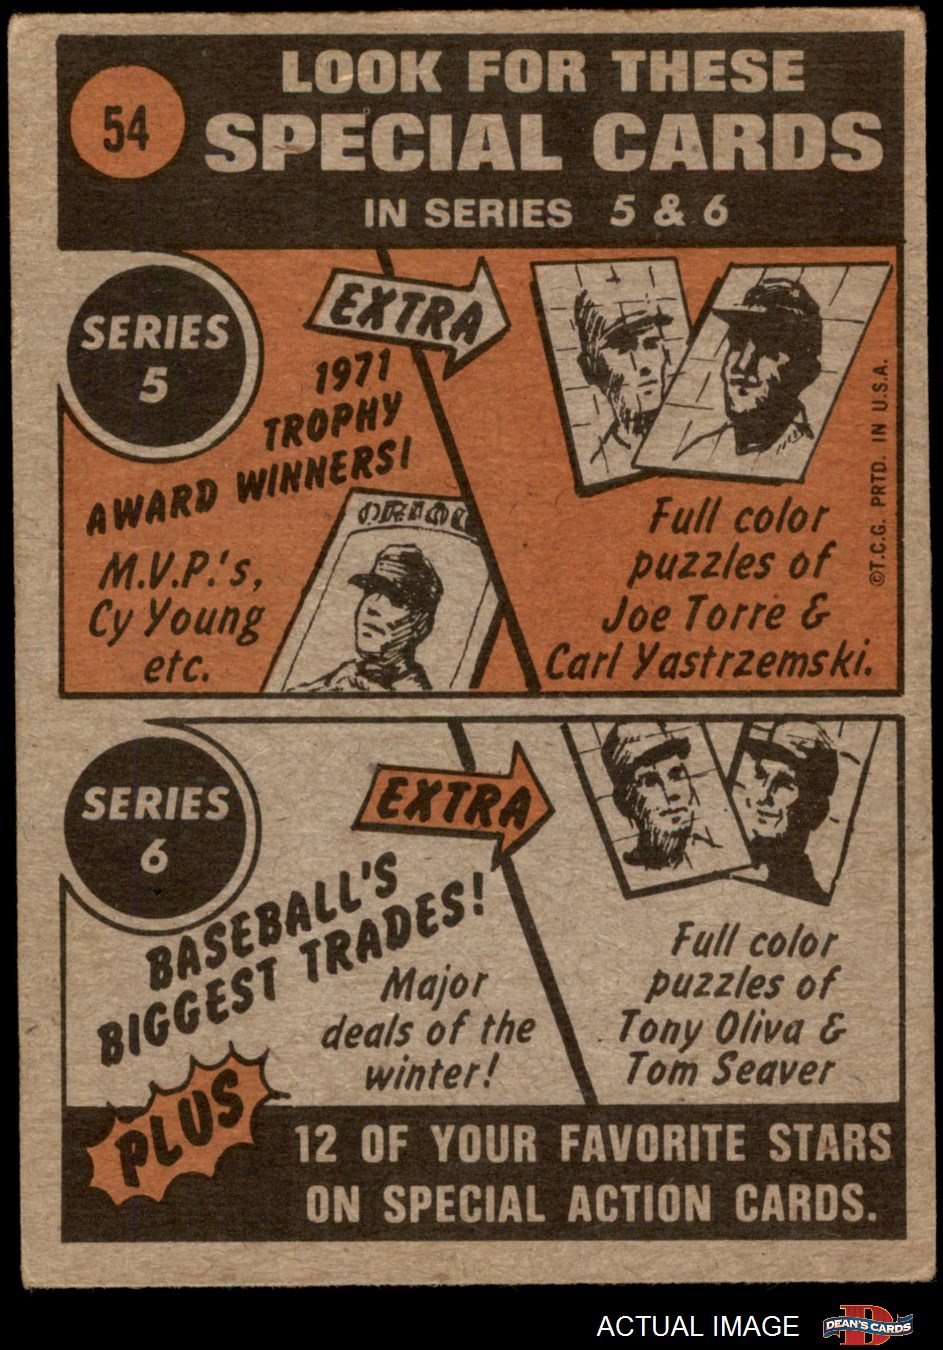 54
LOOK FOR THESE
SPECIAL CARDS
IN SERIES 5 & 6
SERIES
5
EXTRA
1971
TROPHY
AWARD WINNERS!
M.V.P.'s,
Cy Young
etc.
ORIOL
Full color
puzzles of
Joe Torre &
Carl Yastrzemski.
©T.C.G. PRTD. IN U.S.A.
SERIES
6
EXTRA
BASEBALL'S
BIGGEST TRADES!
Major
deals of the
winter!
Full color
puzzles of
Tony Oliva &
Tom Seaver
PLUS
12 OF YOUR FAVORITE STARS
ON SPECIAL ACTION CARDS.
ACTUAL IMAGE
D
DEAN'S CARDS